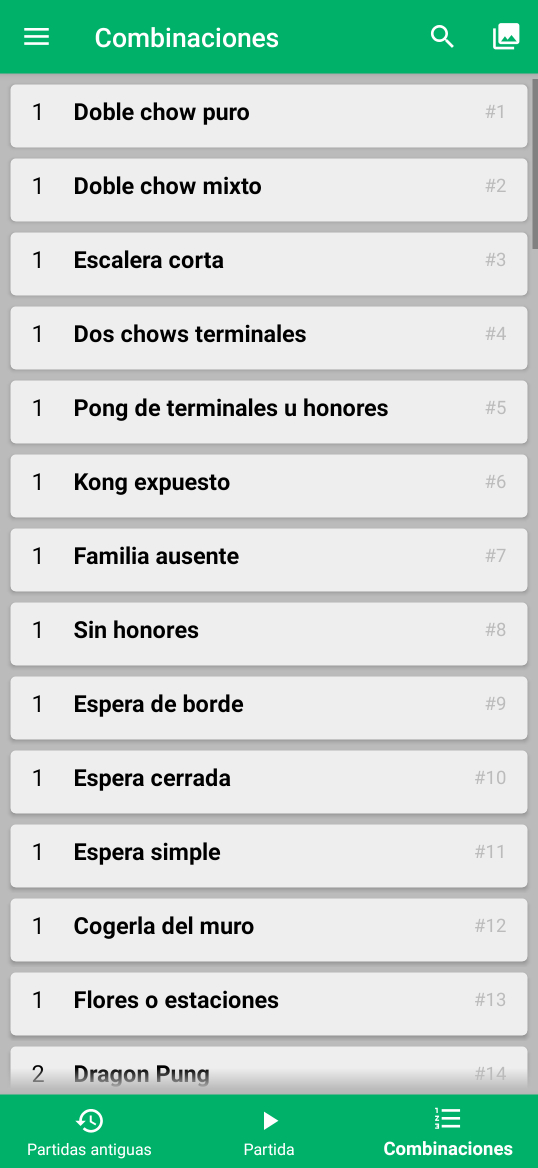 Combinaciones
1 Doble chow puro #1
1 Doble chow mixto #2
1 Escalera corta #3
1 Dos chows terminales #4
1 Pong de terminales u honores #5
1 Kong expuesto #6
1 Familia ausente #7
1 Sin honores #8
1 Espera de borde #9
1 Espera cerrada #10
1 Espera simple #11
1 Cogerla del muro #12
1 Flores o estaciones #13
2 Dragon Pung #14
Partidas antiguas Partida Combinaciones